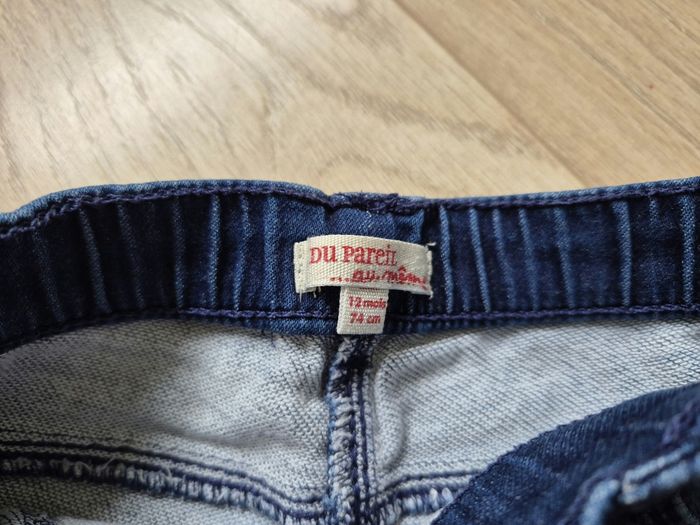 DU Pareil
...au même
12 mois
74 cm